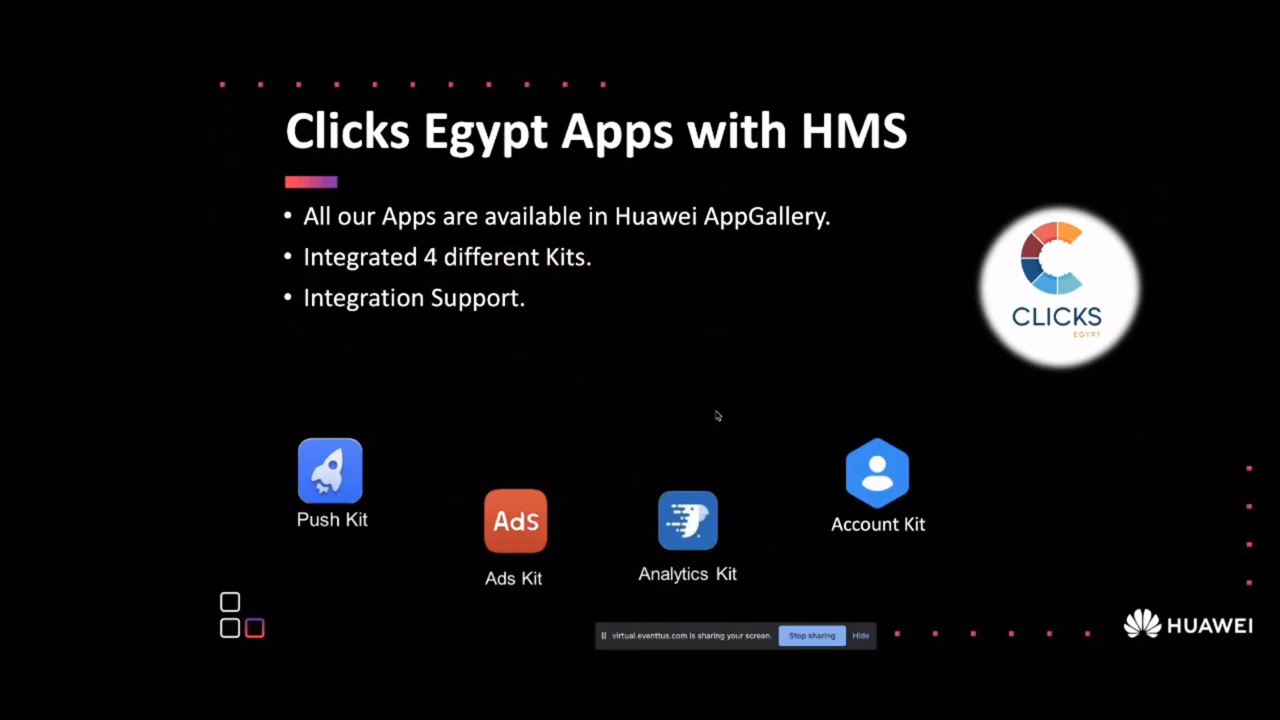 Clicks Egypt Apps with HMS
• All our Apps are available in Huawei AppGallery.
• Integrated 4 different Kits.
• Integration Support.
CLICKS
EGYPT
Push Kit
Ads
Ads Kit
Analytics Kit
Account Kit
virtual.eventtus.com is sharing your screen. Stop sharing Hide
HUAWEI